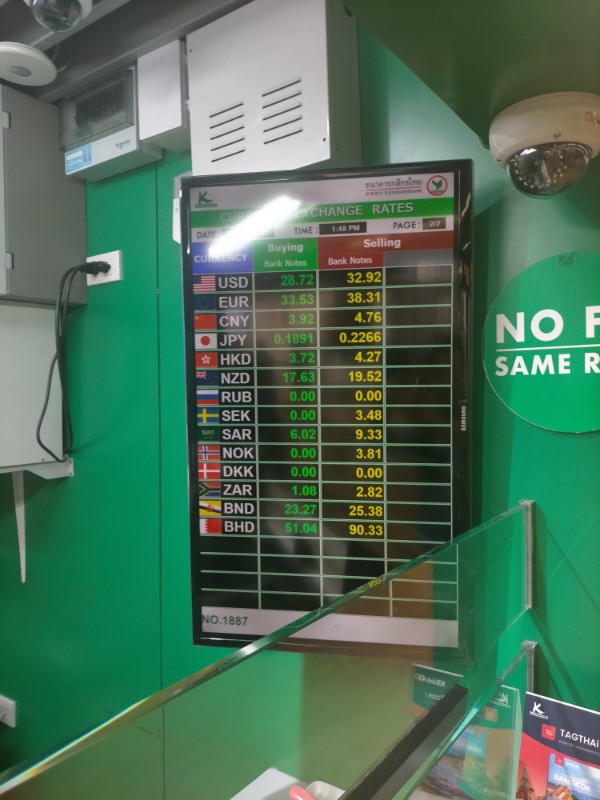 ธนาคารกสิกรไทย
EXCHANGE RATES
DATE TIME : 1:48 PM PAGE : 2/2
CURRENCY Buying Selling
Bank Notes Bank Notes
USD 28.72 32.92
EUR 33.53 38.31
CNY 3.92 4.76
JPY 0.1891 0.2266
HKD 3.72 4.27
NZD 17.63 19.52
RUB 0.00 0.00
SEK 0.00 3.48
SAR 6.02 9.33
NOK 0.00 3.81
DKK 0.00 0.00
ZAR 1.08 2.82
BND 23.27 25.38
BHD 51.04 90.33
NO.1887
SAMSUNG
NO
SAME
TAGTHAi
BANGKOK